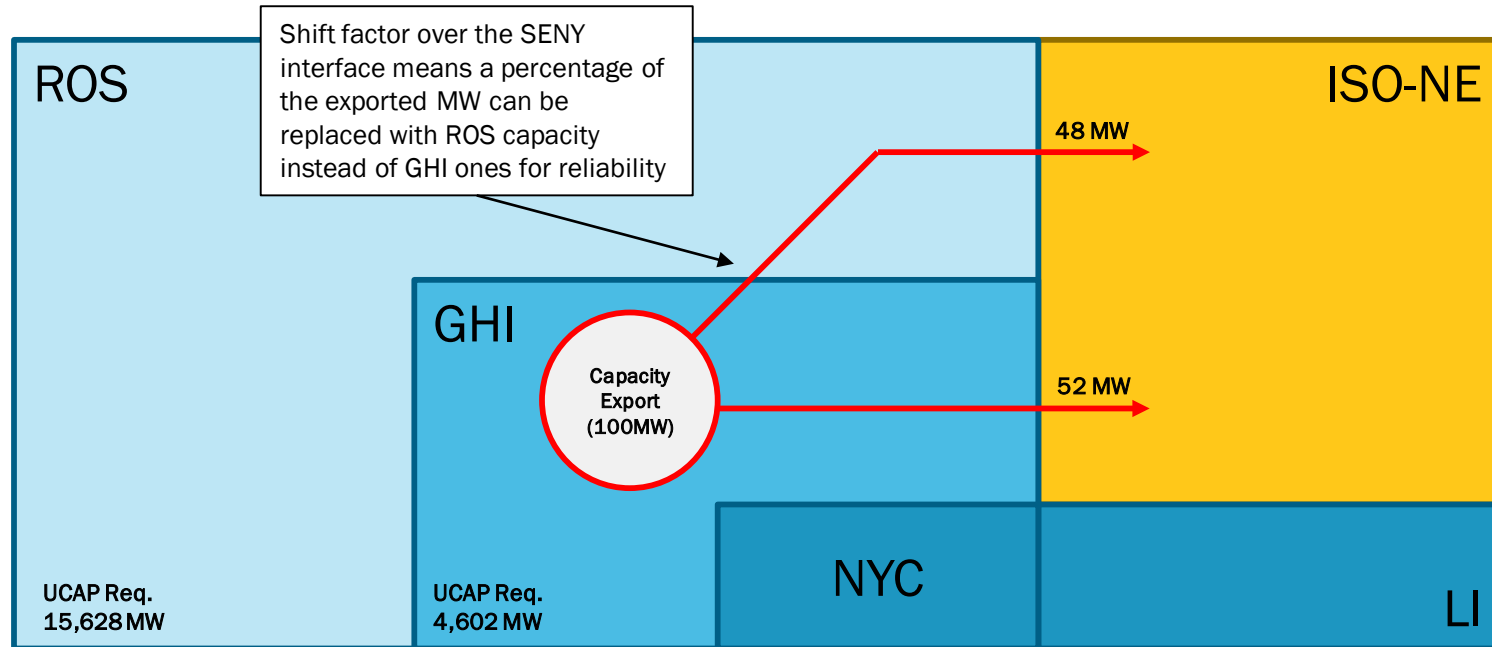 Shift factor over the SENY
interface means a percentage of
the exported MW can be
replaced with ROS capacity
instead of GHI ones for reliability
ROS
ISO-NE
48 MW
GHI
Capacity
Export
(100MW)
52 MW
NYC
UCAP Req.
15,628 MW
UCAP Req.
4,602 MW
LI